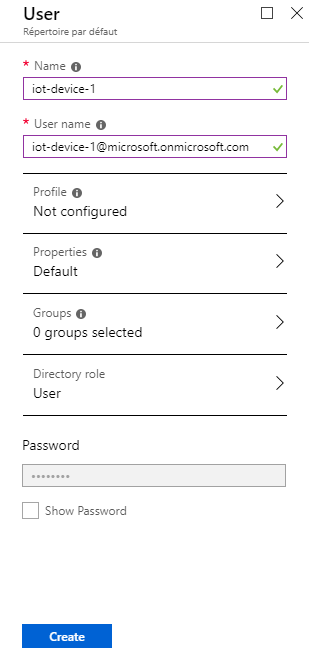 User
Répertoire par défaut
* Name
iot-device-1
* User name
iot-device-1@microsoft.onmicrosoft.com
Profile
Not configured
Properties
Default
Groups
0 groups selected
Directory role
User
Password
••••••••
Show Password
Create